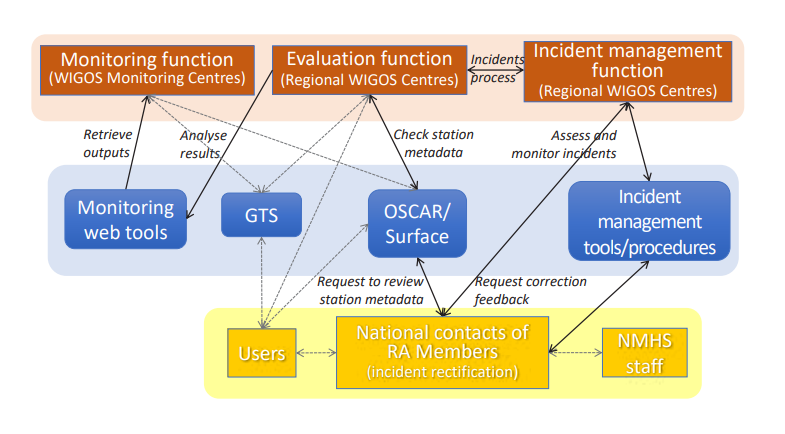 Monitoring function
(WIGOS Monitoring Centres)
Evaluation function
(Regional WIGOS Centres)
Incidents
process
Incident management
function
(Regional WIGOS Centres)
Retrieve
outputs
Analyse
results
Check station
metadata
Assess and
monitor incidents
Monitoring
web tools
GTS
OSCAR/
Surface
Incident
management
tools/procedures
Request to review
station metadata
Request correction
feedback
Users
National contacts of
RA Members
(incident rectification)
NMHS
staff